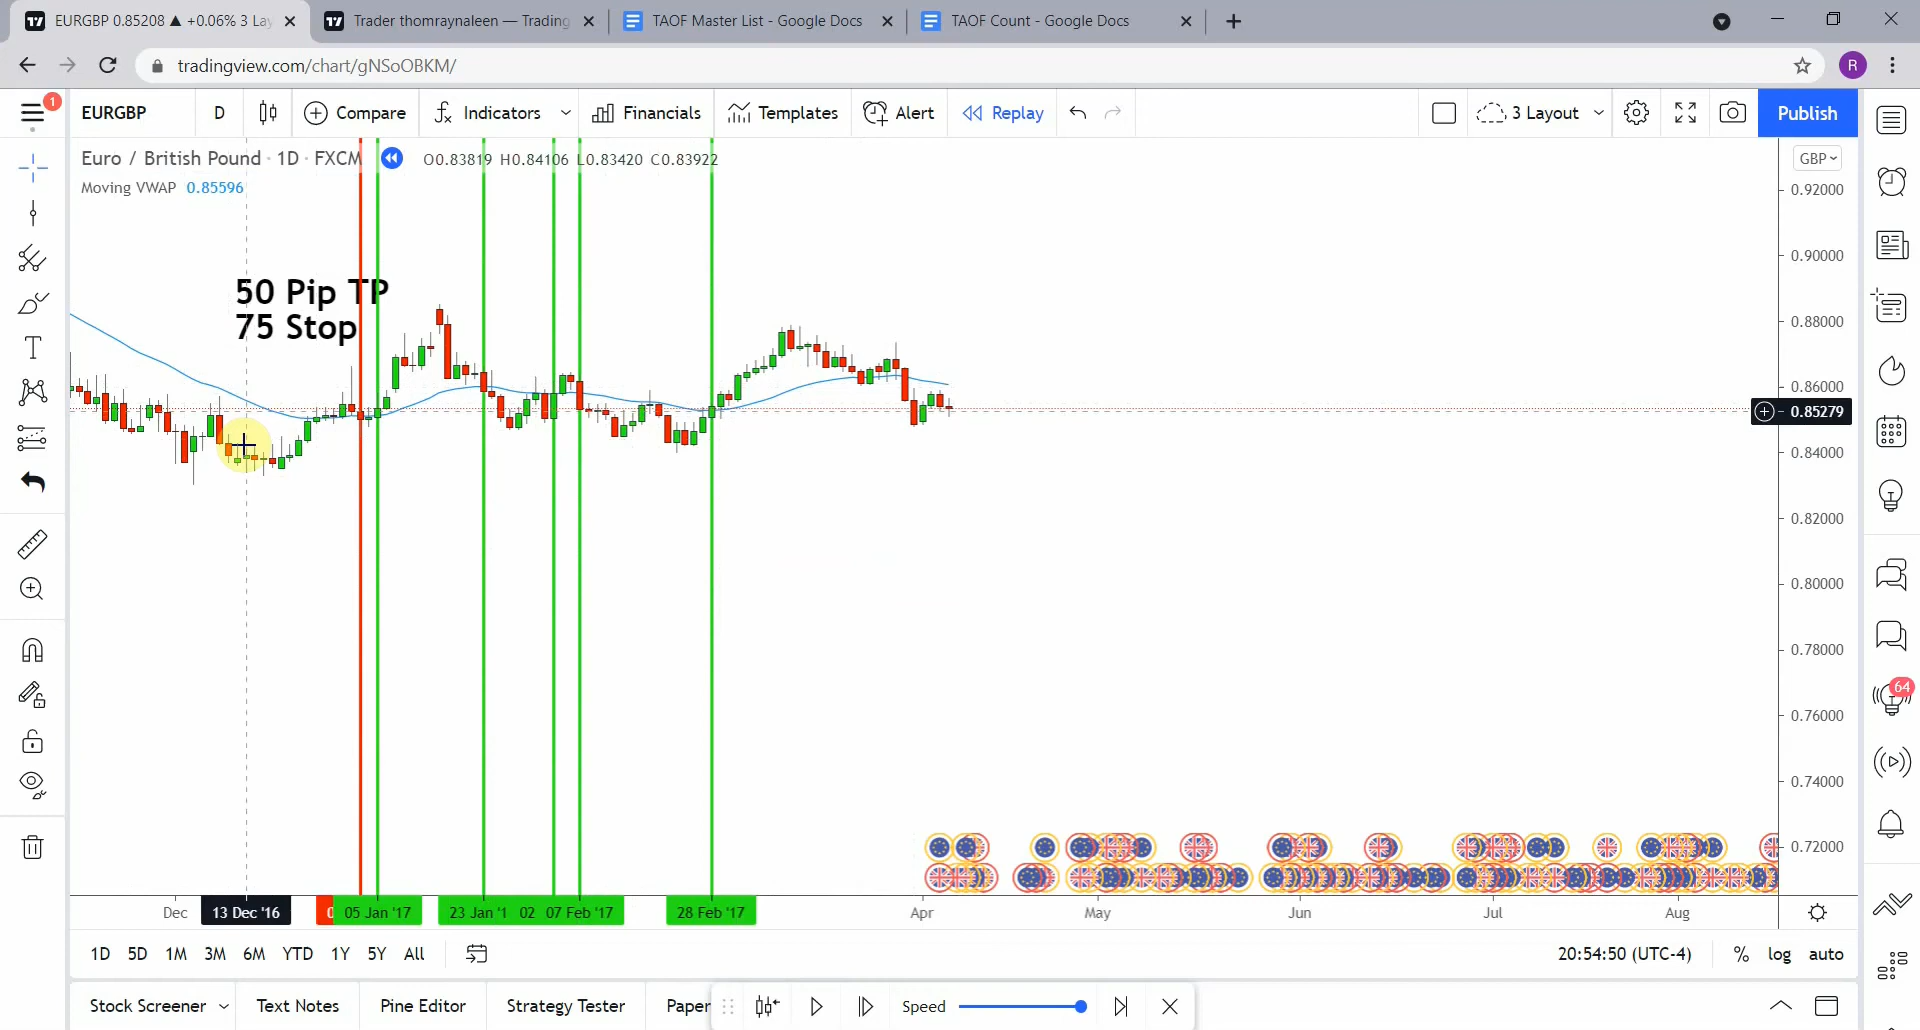 EURGBP 0.85208 ▲ +0.06% 3 La
Trader thomraynaleen — Trading
TAOF Master List - Google Docs
TAOF Count - Google Docs
tradingview.com/chart/gNSoOBKM/
R
1
EURGBP
D
Compare
Indicators
Financials
Templates
Alert
Replay
3 Layout
Publish
Euro / British Pound · 1D · FXCM
O0.83819 H0.84106 L0.83420 C0.83922
GBP
Moving VWAP 0.85596
0.92000
0.90000
0.88000
0.86000
0.85279
0.84000
0.82000
0.80000
0.78000
0.76000
0.74000
0.72000
50 Pip TP
75 Stop
64
Dec
13 Dec '16
0
05 Jan '17
23 Jan '1
02
07 Feb '17
28 Feb '17
Apr
May
Jun
Jul
Aug
1D 5D 1M 3M 6M YTD 1Y 5Y All
20:54:50 (UTC-4)
% log auto
Stock Screener
Text Notes
Pine Editor
Strategy Tester
Paper
Speed